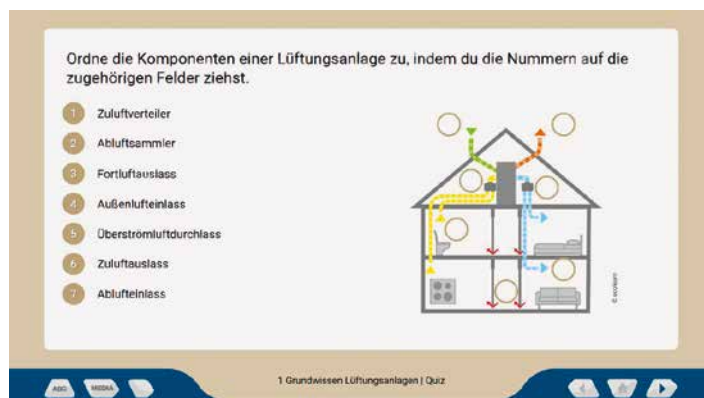 Ordne die Komponenten einer Lüftungsanlage zu, indem du die Nummern auf die
zugehörigen Felder ziehst.
1 Zuluftverteiler
2 Abluftsammler
3 Fortluftauslass
4 Außenlufteinlass
5 Überströmluftdurchlass
6 Zuluftauslass
7 Ablufteinlass
1 Grundwissen Lüftungsanlagen | Quiz